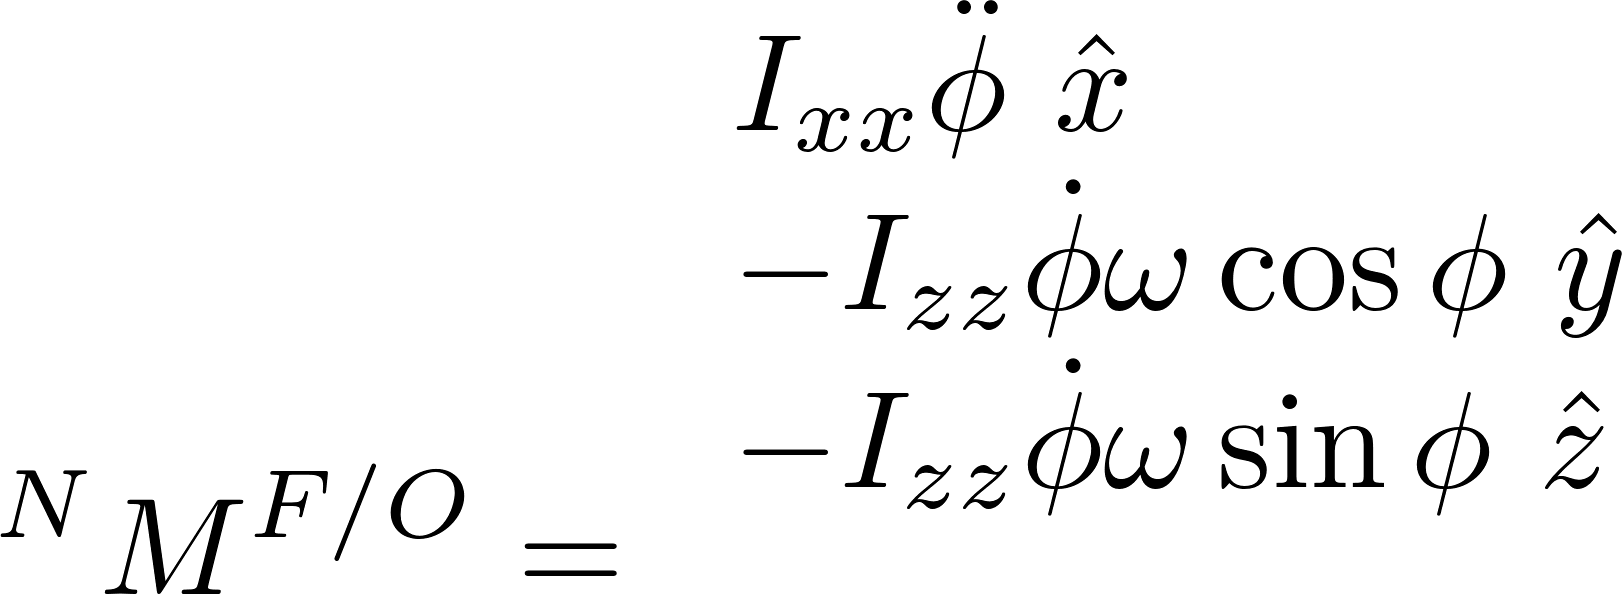 I_{xx}\ddot{\phi} \hat{x}
-I_{zz}\dot{\phi}\omega \cos\phi \hat{y}
-I_{zz}\dot{\phi}\omega \sin\phi \hat{z}
^{N}M^{F/O} =